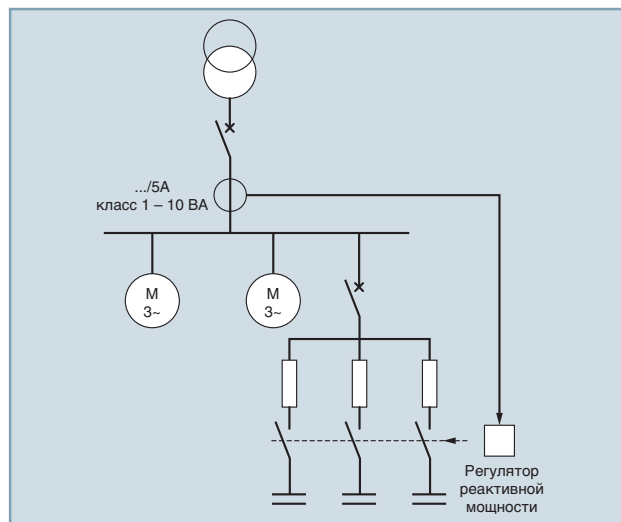 .../5A
класс 1 – 10 ВА
М
3~
М
3~
Регулятор
реактивной
мощности